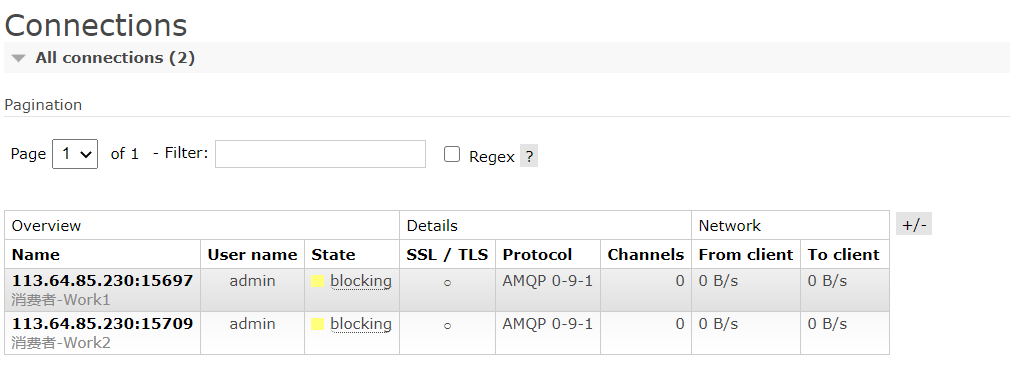 Connections
All connections (2)
Pagination
Page 1 of 1 - Filter: Regex ?
Overview Details Network +/-
Name User name State SSL / TLS Protocol Channels From client To client
113.64.85.230:15697 admin blocking ○ AMQP 0-9-1 0 0 B/s 0 B/s
消费者-Work1
113.64.85.230:15709 admin blocking ○ AMQP 0-9-1 0 0 B/s 0 B/s
消费者-Work2